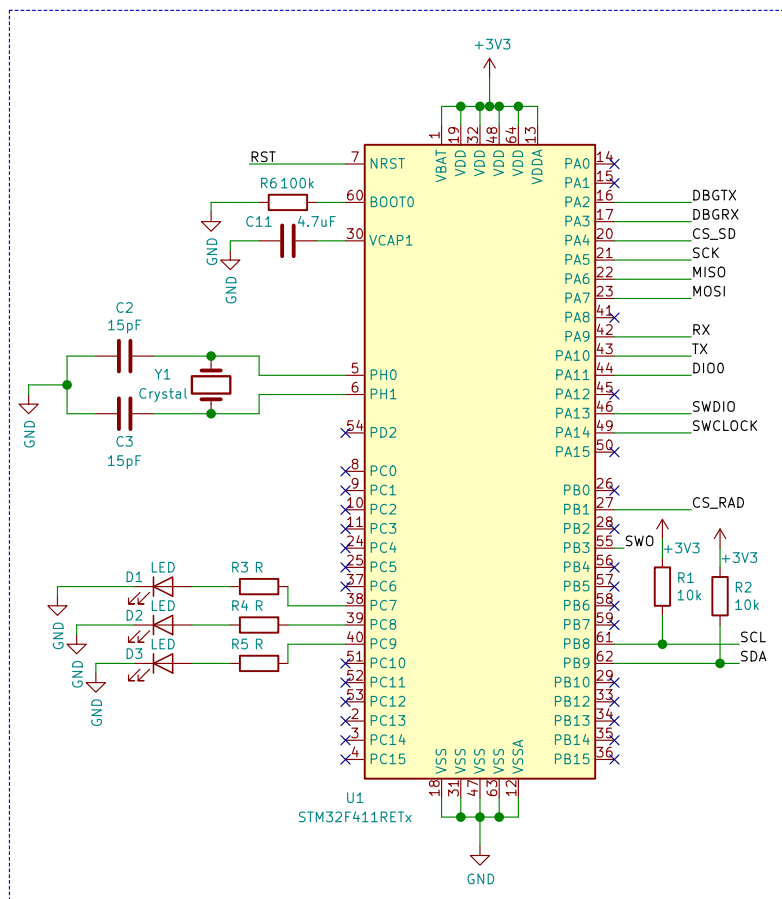 +3V3
1 19 32 48 64 13
VBAT VDD VDD VDD VDD VDDA
RST 7 NRST PA0 14
PA1 15
R6 100k 60 BOOT0 PA2 16 DBGTX
GND
PA3 17 DBGRX
C11 4.7uF 30 VCAP1 PA4 20 CS_SD
GND
PA5 21 SCK
PA6 22 MISO
PA7 23 MOSI
PA8 41
C2
15pF
PA9 42 RX
PA10 43 TX
Y1
Crystal
5 PH0 PA11 44 DIO0
6 PH1 PA12 45
GND
C3
15pF
PA13 46 SWDIO
54 PD2 PA14 49 SWCLOCK
PA15 50
8 PC0
9 PC1 PB0 26
10 PC2 PB1 27 CS_RAD
11 PC3 PB2 28
24 PC4 PB3 55 SWO
25 PC5 PB4 56
37 PC6 PB5 57
+3V3
+3V3
R1
10k
R2
10k
D1 LED R3 R 38 PC7 PB6 58
GND
D2 LED R4 R 39 PC8 PB7 59
GND
D3 LED R5 R 40 PC9 PB8 61 SCL
GND
51 PC10 PB9 62 SDA
52 PC11 PB10 29
53 PC12 PB12 33
2 PC13 PB13 34
3 PC14 PB14 35
4 PC15 PB15 36
VSS VSS VSS VSS VSSA
18 31 47 63 12
U1
STM32F411RETx
GND